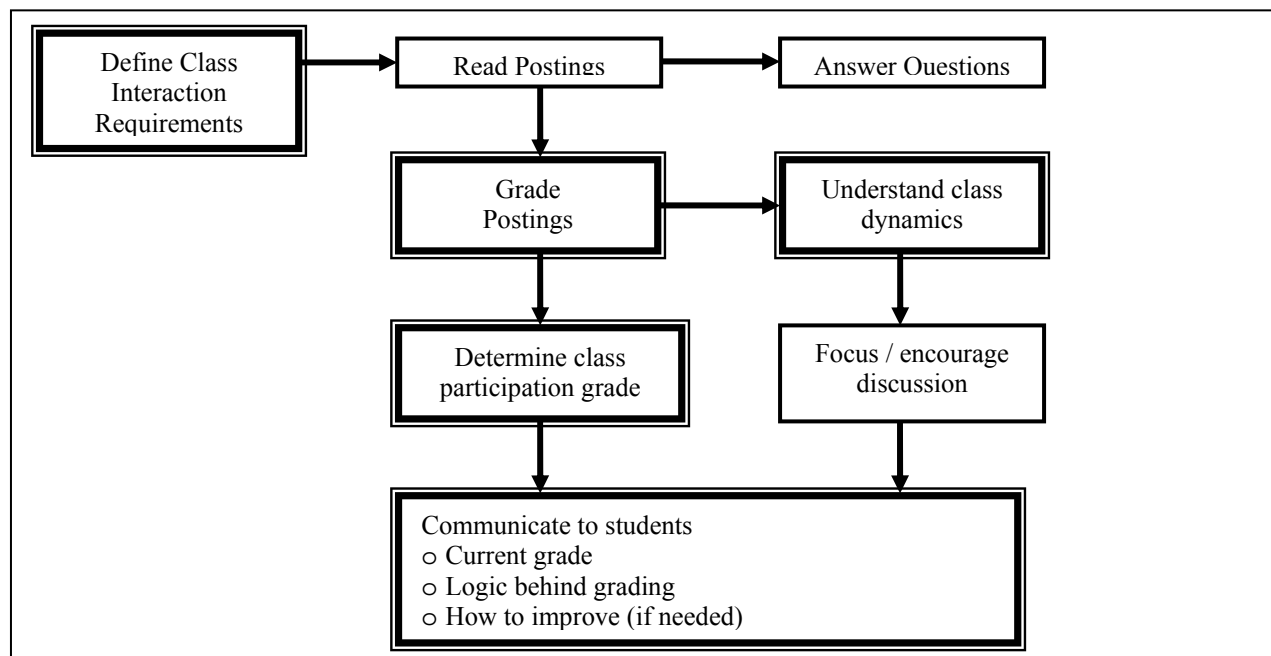 Define Class
Interaction
Requirements
Read Postings
Answer Questions
Grade
Postings
Understand class
dynamics
Determine class
participation grade
Focus / encourage
discussion
Communicate to students
o Current grade
o Logic behind grading
o How to improve (if needed)